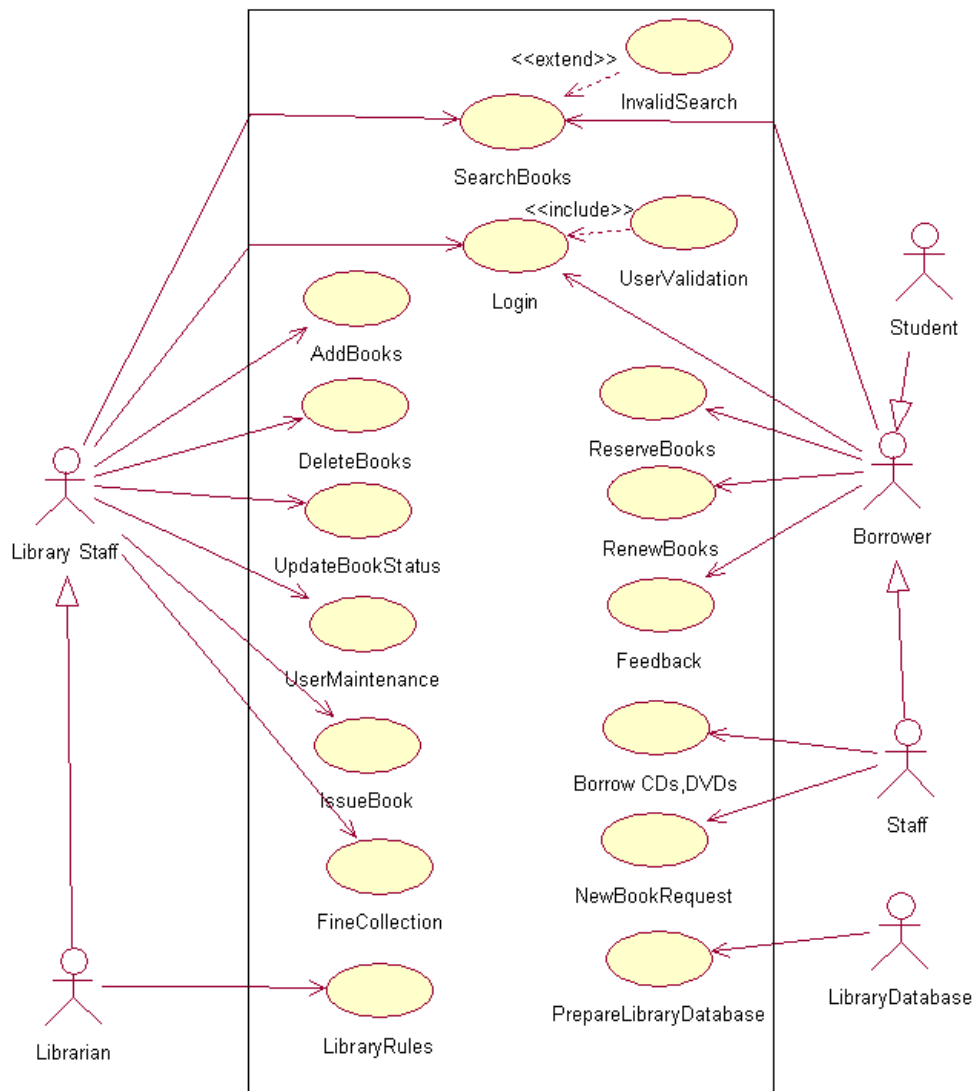 <<extend>>
InvalidSearch
SearchBooks
<<include>>
UserValidation
Login
Student
AddBooks
ReserveBooks
DeleteBooks
Borrower
Library Staff
RenewBooks
UpdateBookStatus
Feedback
UserMaintenance
Borrow CDs,DVDs
IssueBook
Staff
NewBookRequest
FineCollection
LibraryDatabase
PrepareLibraryDatabase
Librarian
LibraryRules